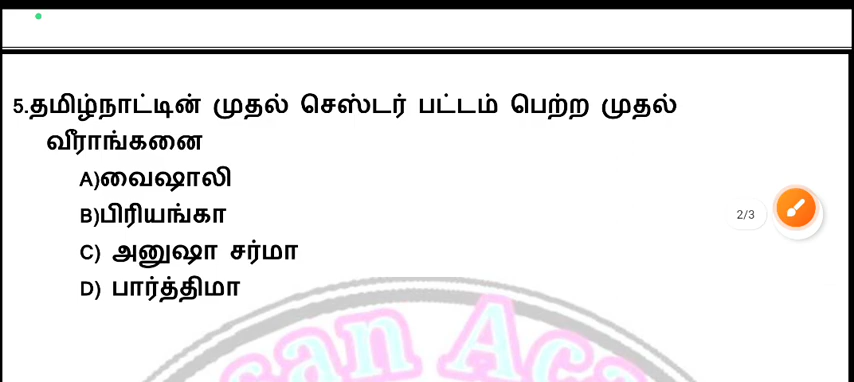 5.தமிழ்நாட்டின் முதல் செஸ்டர் பட்டம் பெற்ற முதல்
வீராங்கனை
A)வைஷாலி
B)பிரியங்கா
2/3
C) அனுஷா சர்மா
D) பார்த்திமா